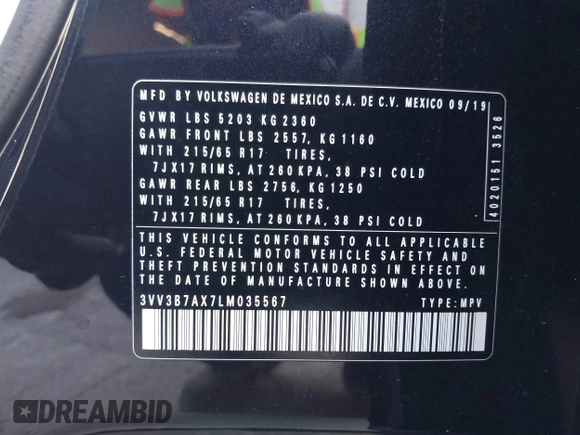 MFD BY VOLKSWAGEN DE MEXICO S.A. DE C.V. MEXICO 09/19
GVWR LBS 5203 KG 2360
GAWR FRONT LBS 2557, KG 1160
WITH 215/65 R17 TIRES,
7JX17 RIMS, AT 260 KPA, 38 PSI COLD
GAWR REAR LBS 2756, KG 1250
WITH 215/65 R17 TIRES,
7JX17 RIMS, AT 260 KPA, 38 PSI COLD
4020151 3526
THIS VEHICLE CONFORMS TO ALL APPLICABLE
U.S. FEDERAL MOTOR VEHICLE SAFETY AND
THEFT PREVENTION STANDARDS IN EFFECT ON
THE DATE OF MANUFACTURE SHOWN ABOVE.
3VV3B7AX7LM035567 TYPE: MPV
DREAMBID